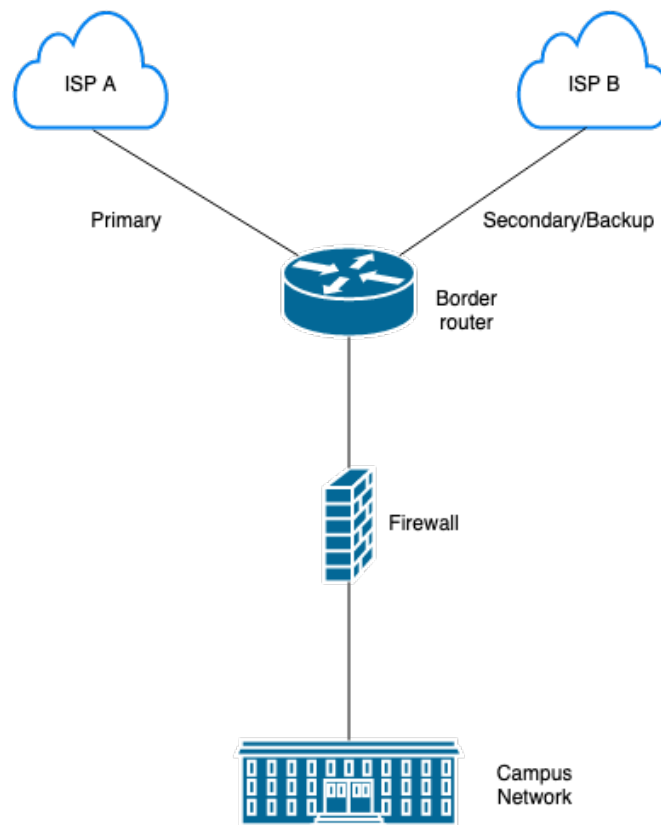 ISP A
ISP B
Primary
Secondary/Backup
Border
router
Firewall
Campus
Network